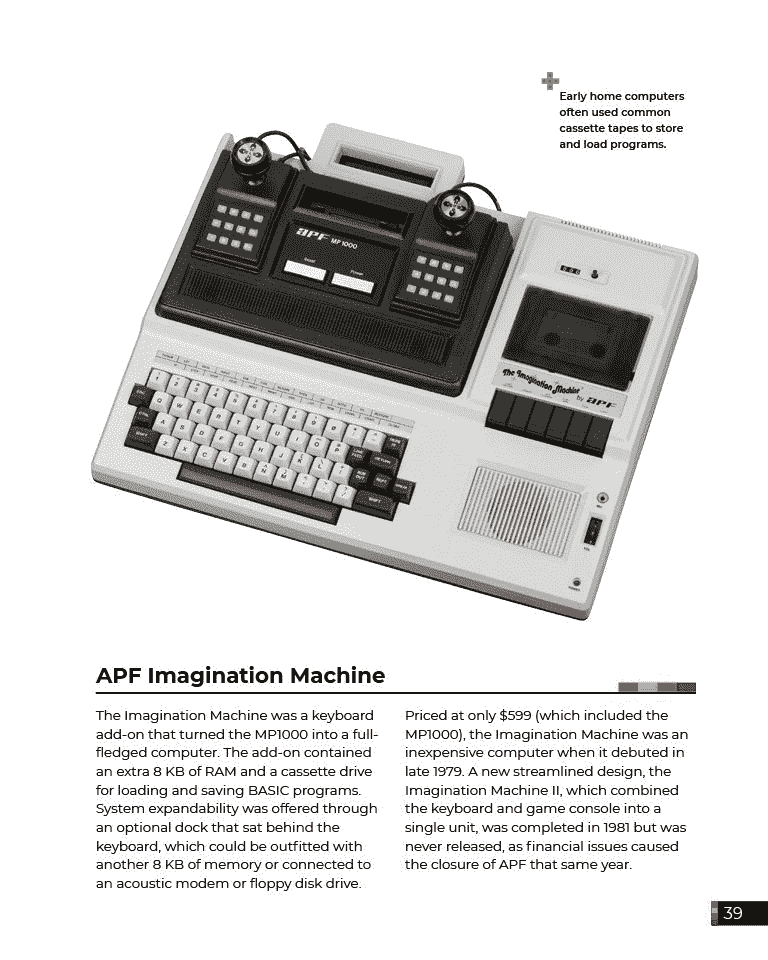 Early home computers
often used common
cassette tapes to store
and load programs.
apf MP1000
Reset
Power
The Imagination Machine
by apf
APF Imagination Machine
The Imagination Machine was a keyboard
add-on that turned the MP1000 into a full-
fledged computer. The add-on contained
an extra 8 KB of RAM and a cassette drive
for loading and saving BASIC programs.
System expandability was offered through
an optional dock that sat behind the
keyboard, which could be outfitted with
another 8 KB of memory or connected to
an acoustic modem or floppy disk drive.
Priced at only $599 (which included the
MP1000), the Imagination Machine was an
inexpensive computer when it debuted in
late 1979. A new streamlined design, the
Imagination Machine II, which combined
the keyboard and game console into a
single unit, was completed in 1981 but was
never released, as financial issues caused
the closure of APF that same year.
39